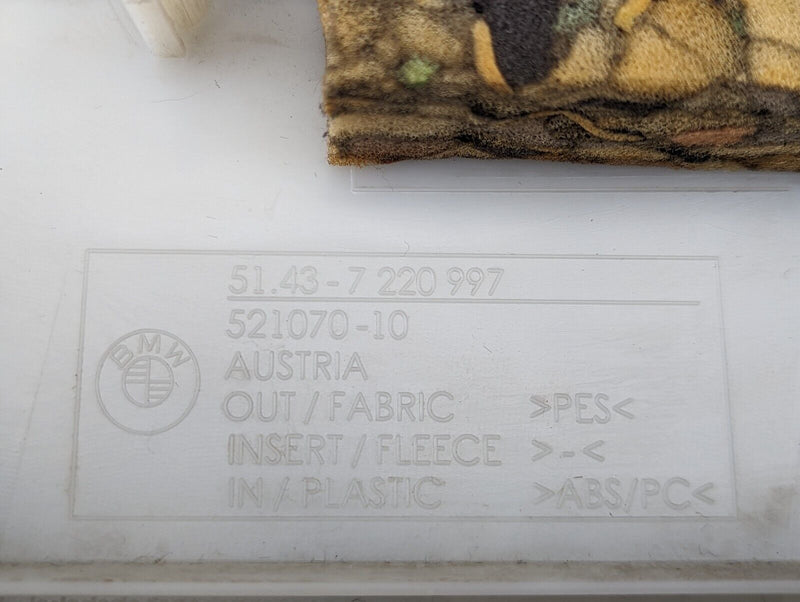 51.43-7 220 997
521070-10
BMW
AUSTRIA
OUT/FABRIC >PES<
INSERT/FLEECE >-<
IN/PLASTIC >ABS/PC<